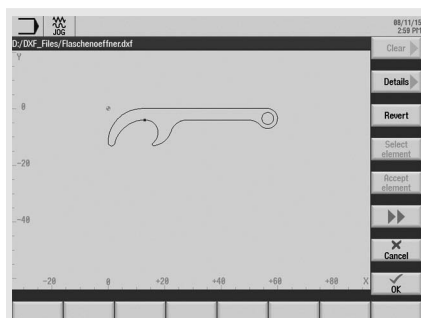 JOG
08/11/15
2:59 PM
D:/DXF_Files/Flaschenoeffner.dxf
Clear
Y
Details
0
Revert
Select
element
-20
Accept
element
-40
Cancel
-20 0 +20 +40 +60 +80 X
OK